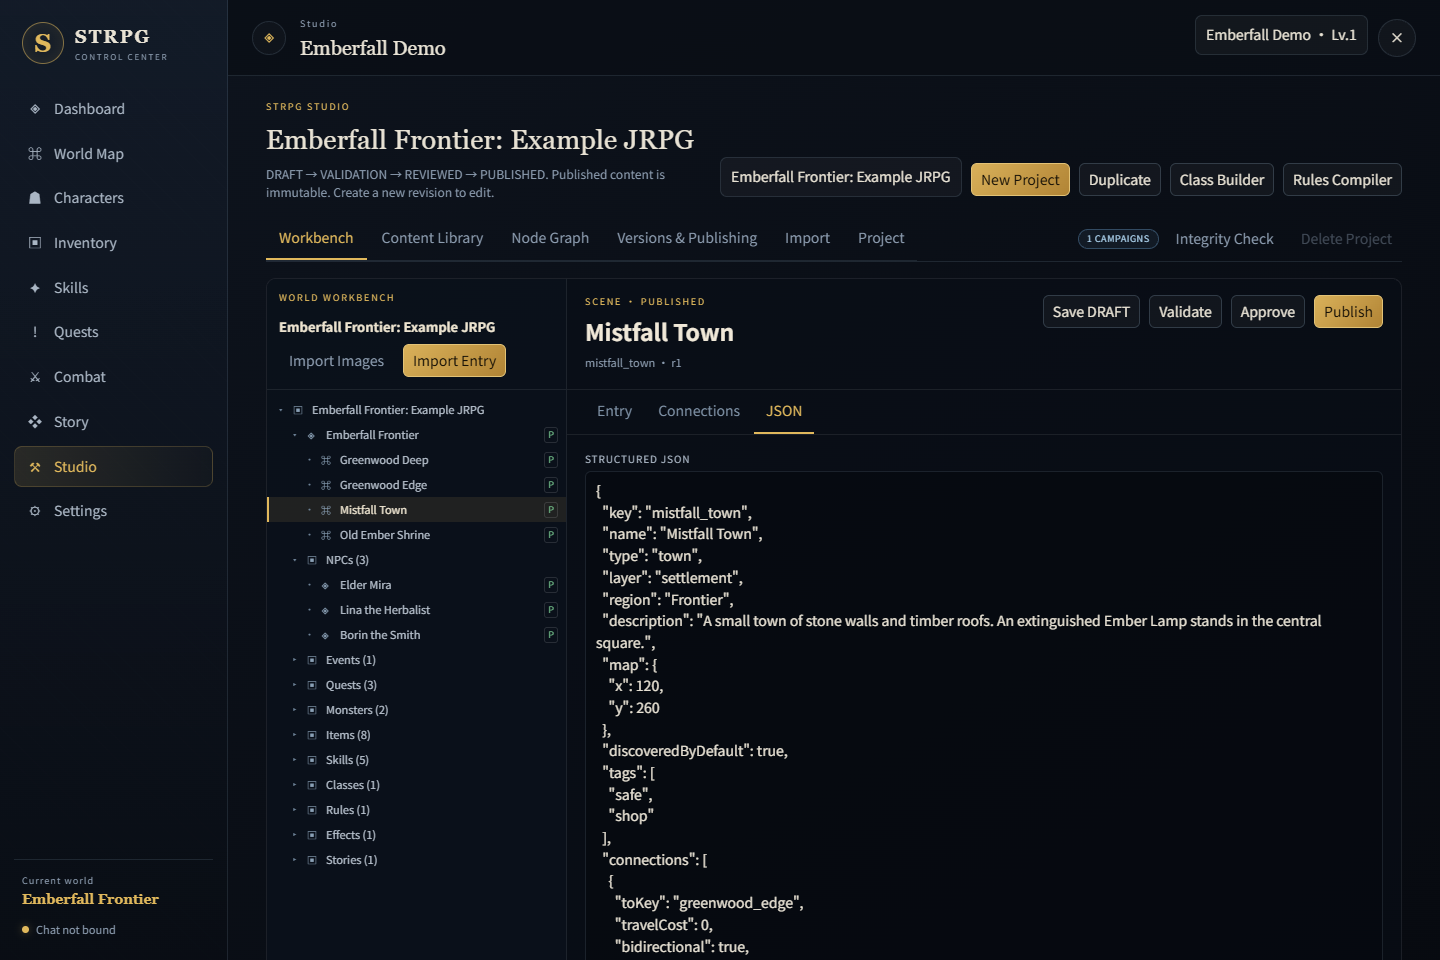 S
STRPG
CONTROL CENTER
Dashboard
World Map
Characters
Inventory
Skills
! Quests
Combat
Story
Studio
Settings
Current world
Emberfall Frontier
Chat not bound
Studio
Emberfall Demo
Emberfall Demo • Lv.1
×
STRPG STUDIO
Emberfall Frontier: Example JRPG
DRAFT → VALIDATION → REVIEWED → PUBLISHED. Published content is
immutable. Create a new revision to edit.
Emberfall Frontier: Example JRPG
New Project
Duplicate
Class Builder
Rules Compiler
Workbench
Content Library
Node Graph
Versions & Publishing
Import
Project
1 CAMPAIGNS
Integrity Check
Delete Project
WORLD WORKBENCH
Emberfall Frontier: Example JRPG
Import Images
Import Entry
Emberfall Frontier: Example JRPG
Emberfall Frontier P
Greenwood Deep P
Greenwood Edge P
Mistfall Town P
Old Ember Shrine P
NPCs (3)
Elder Mira P
Lina the Herbalist P
Borin the Smith P
Events (1)
Quests (3)
Monsters (2)
Items (8)
Skills (5)
Classes (1)
Rules (1)
Effects (1)
Stories (1)
SCENE • PUBLISHED
Mistfall Town
mistfall_town • r1
Save DRAFT
Validate
Approve
Publish
Entry
Connections
JSON
STRUCTURED JSON
{
"key": "mistfall_town",
"name": "Mistfall Town",
"type": "town",
"layer": "settlement",
"region": "Frontier",
"description": "A small town of stone walls and timber roofs. An extinguished Ember Lamp stands in the central
square.",
"map": {
"x": 120,
"y": 260
},
"discoveredByDefault": true,
"tags": [
"safe",
"shop"
],
"connections": [
{
"toKey": "greenwood_edge",
"travelCost": 0,
"bidirectional": true,